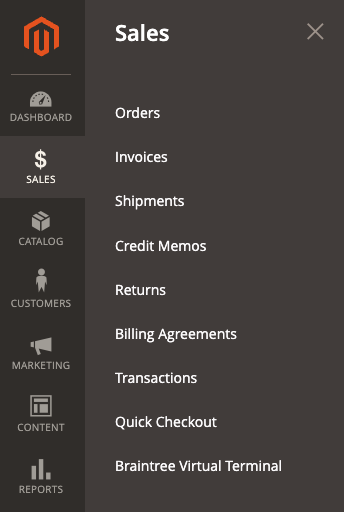 DASHBOARD
SALES
CATALOG
CUSTOMERS
MARKETING
CONTENT
REPORTS
Sales
Orders
Invoices
Shipments
Credit Memos
Returns
Billing Agreements
Transactions
Quick Checkout
Braintree Virtual Terminal